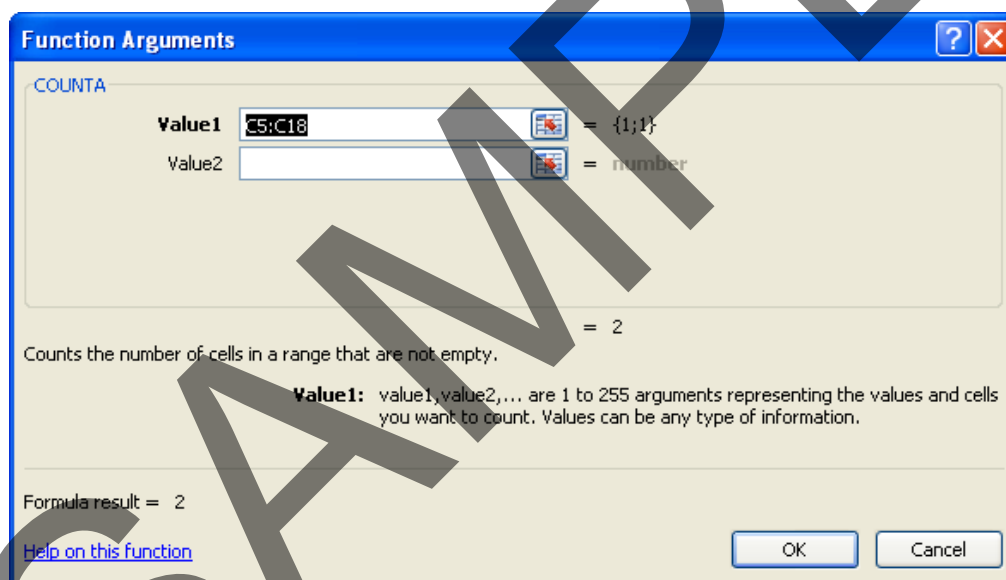 Function Arguments
COUNTA
Value1 C5:C18 = {1;1}
Value2 = number
= 2
Counts the number of cells in a range that are not empty.
Value1: value1,value2,... are 1 to 255 arguments representing the values and cells
you want to count. Values can be any type of information.
Formula result = 2
Help on this function
OK Cancel
SAMPLE